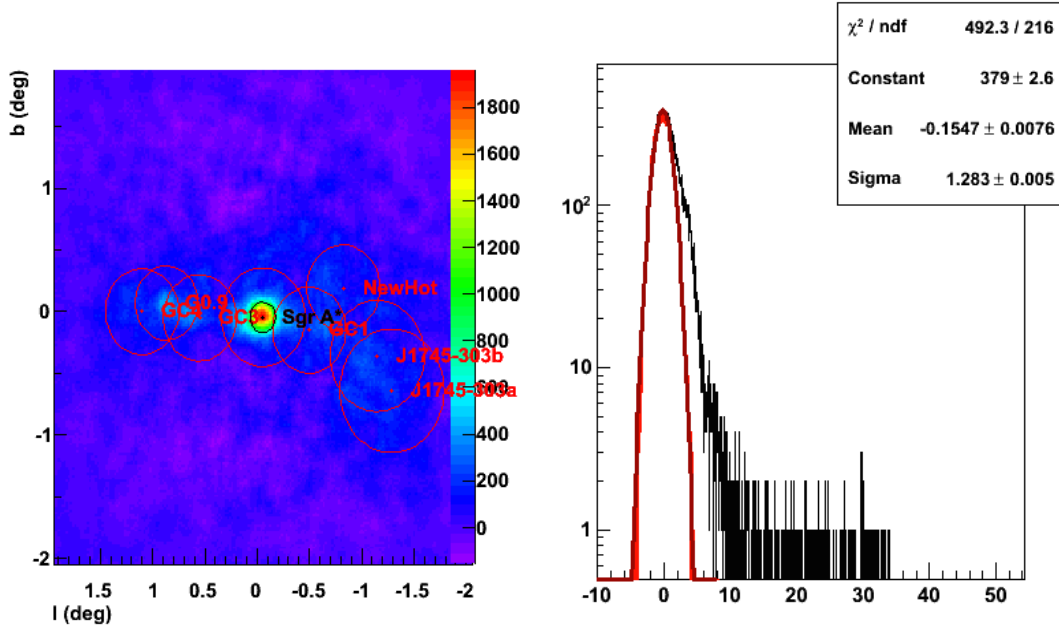 b (deg)
1
0
-1
-2
1.5
1
0.5
0
-0.5
-1
-1.5
-2
l (deg)
1800
1600
1400
1200
1000
800
600
400
200
0
NewHot
G0.9
GC4
GC3
Sgr A*
GC1
J1745-303b
J1745-303a
χ² / ndf 492.3 / 216
Constant 379 ± 2.6
Mean -0.1547 ± 0.0076
Sigma 1.283 ± 0.005
10²
10
1
-10
0
10
20
30
40
50